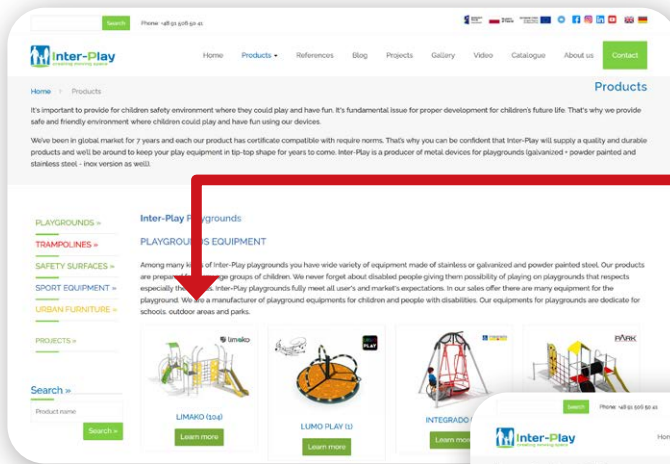 Search Phone: +48 91 506 50 41
Inter-Play
creating moving space
Home Products References Blog Projects Gallery Video Catalogue About us Contact
Home > Products
Products
It's important to provide for children safety environment where they could play and have fun. It's fundamental issue for proper development for children's future life. That's why we provide
safe and friendly environment where children could play and have fun using our devices.
We've been in global market for 7 years and each our product has certificate compatible with require norms. That's why you can be confident that Inter-Play will supply a quality and durable
products and we'll be around to keep your play equipment in tip-top shape for years to come. Inter-Play is a producer of metal devices for playgrounds (galvanized + powder painted and
stainless steel - inox version as well).
PLAYGROUNDS »
TRAMPOLINES »
SAFETY SURFACES »
SPORT EQUIPMENT »
URBAN FURNITURE »
PROJECTS »
Search »
Product name
Search »
Inter-Play
PLAYGROUNDS EQUIPMENT
Among many of Inter-Play playgrounds you have wide variety of equipment made of stainless or galvanized and powder painted steel. Our products
are groups of children. We never forget about disabled people giving them possibility of playing on playgrounds that respects
especially Inter-Play playgrounds fully meet all user's and market's expectations. In our sales offer there are many equipment for the
playground. We are a manufacturer of playground equipments for children and people with disabilities. Our equipments for playgrounds are dedicate for
schools, outdoor areas and parks.
limako
PLAY
PARK
LIMAKO (104)
Learn more
LUMO PLAY (1)
Learn more
INTEGRADO
Learn more
Search Phone: +48 91 506 50 41
Inter-Play
creating moving space